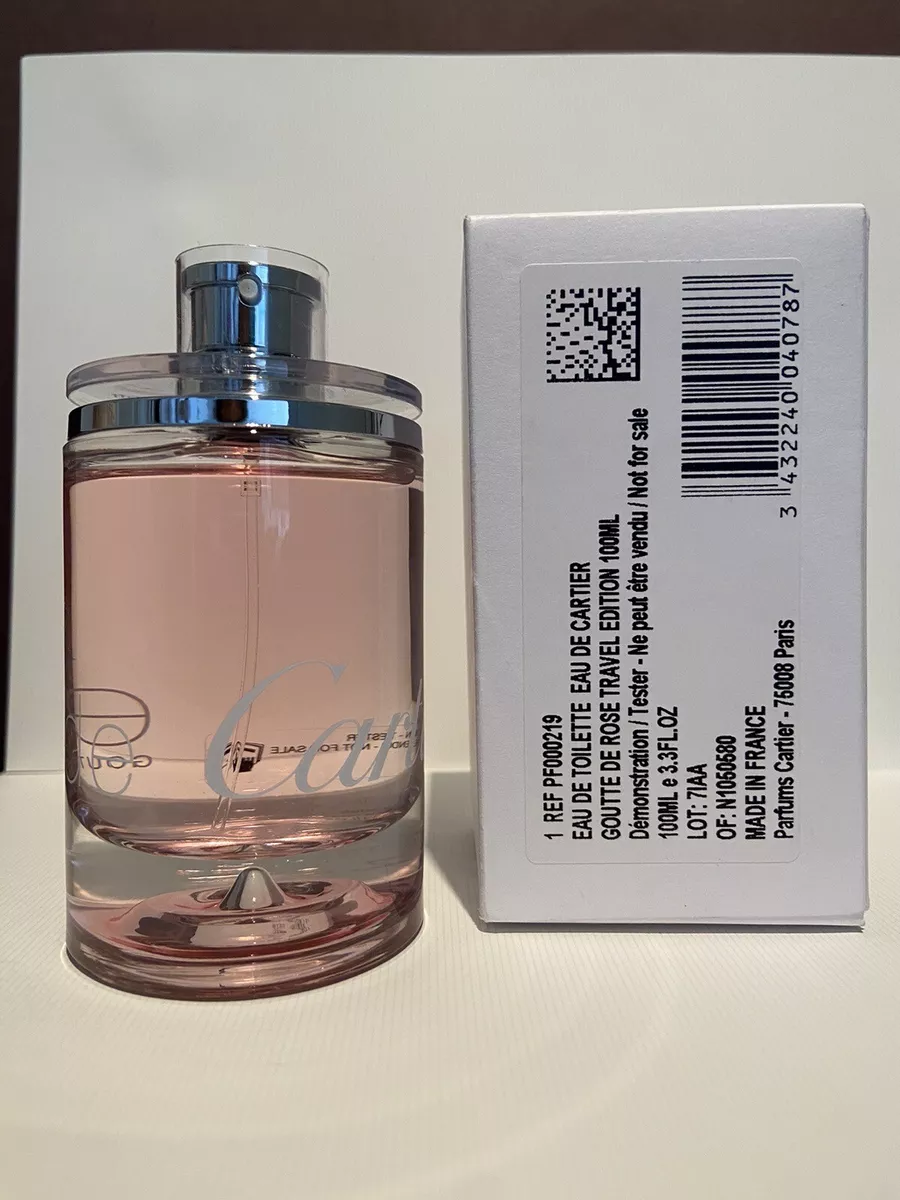 Cart
1 REF PF000219
EAU DE TOILETTE EAU DE CARTIER
GOUTTE DE ROSE TRAVEL EDITION 100ML
Démonstration / Tester - Ne peut être vendu / Not for sale
100ML e 3.3FL.OZ
LOT: 7IAA
OF: N1050580
MADE IN FRANCE
Parfums Cartier - 75008 Paris
3 432240 040787